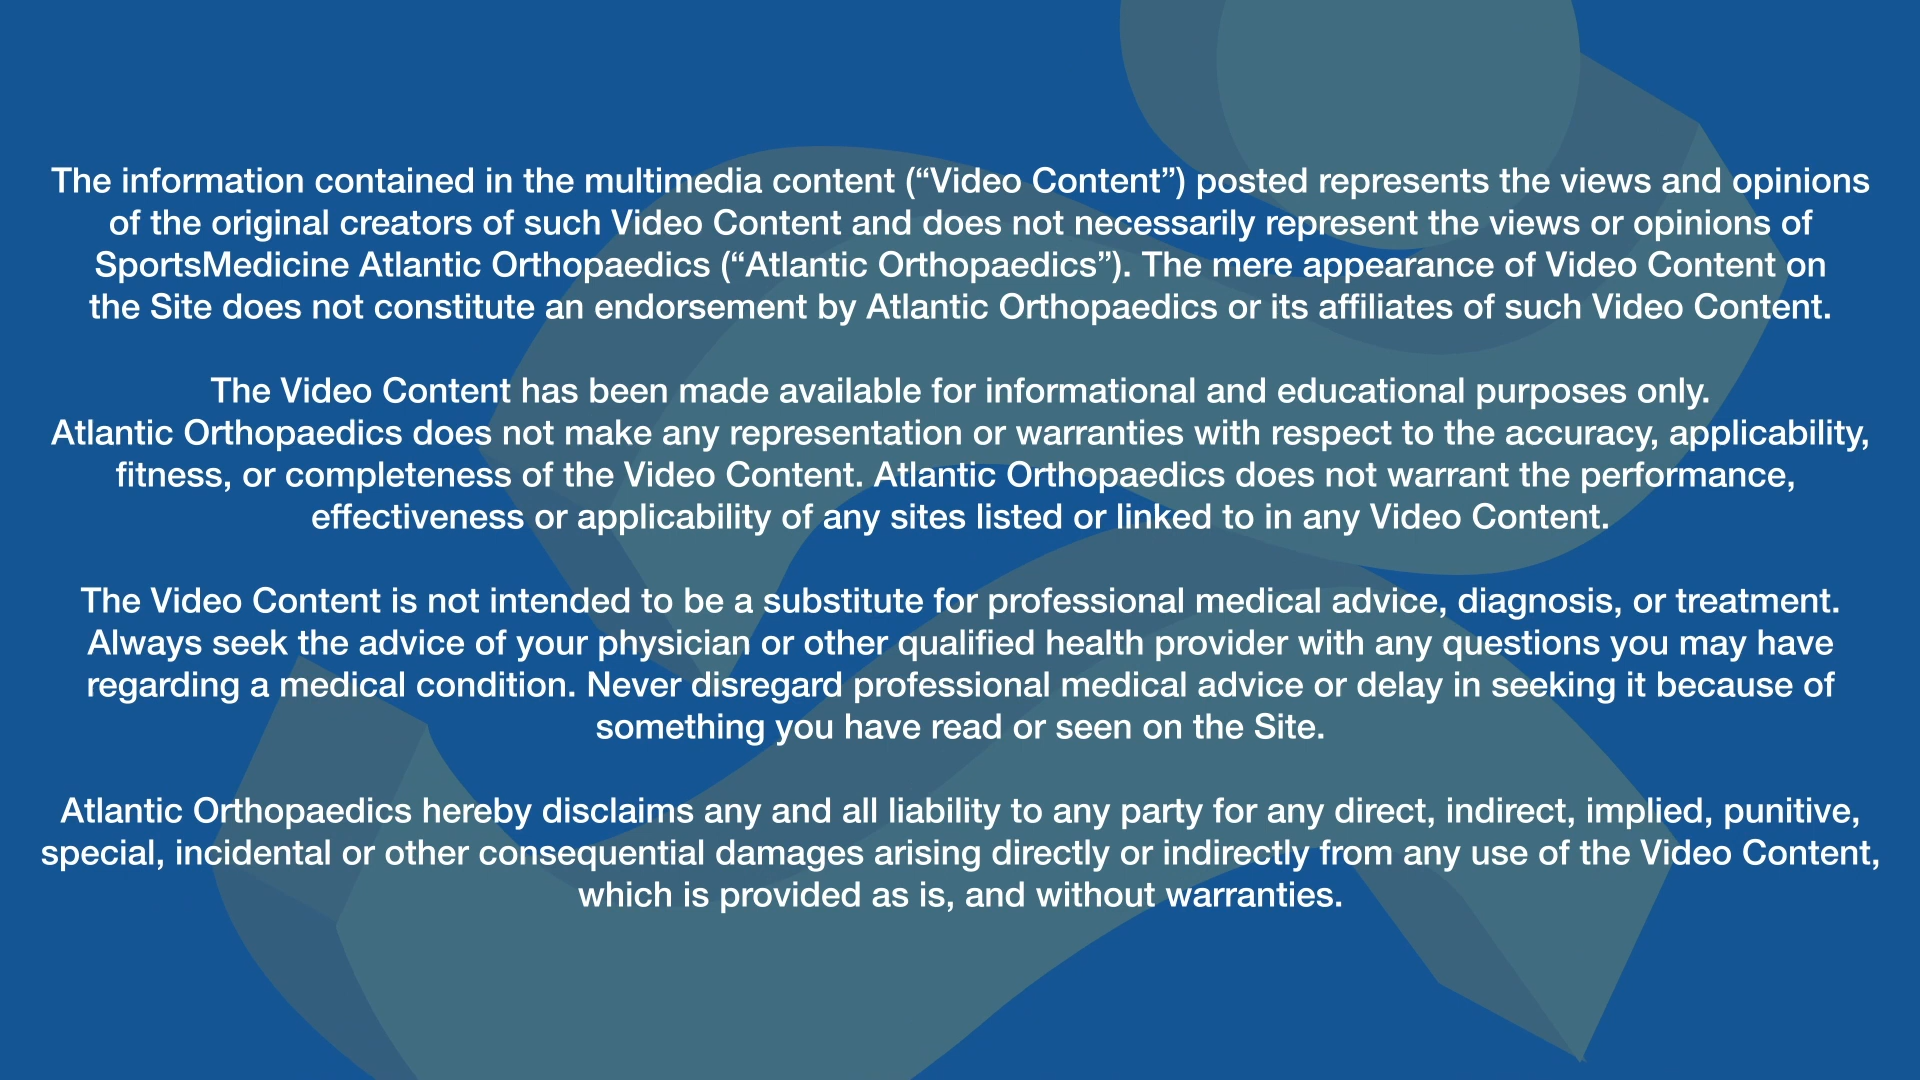 The information contained in the multimedia content (“Video Content”) posted represents the views and opinions
of the original creators of such Video Content and does not necessarily represent the views or opinions of
SportsMedicine Atlantic Orthopaedics (“Atlantic Orthopaedics”). The mere appearance of Video Content on
the Site does not constitute an endorsement by Atlantic Orthopaedics or its affiliates of such Video Content.
The Video Content has been made available for informational and educational purposes only.
Atlantic Orthopaedics does not make any representation or warranties with respect to the accuracy, applicability,
fitness, or completeness of the Video Content. Atlantic Orthopaedics does not warrant the performance,
effectiveness or applicability of any sites listed or linked to in any Video Content.
The Video Content is not intended to be a substitute for professional medical advice, diagnosis, or treatment.
Always seek the advice of your physician or other qualified health provider with any questions you may have
regarding a medical condition. Never disregard professional medical advice or delay in seeking it because of
something you have read or seen on the Site.
Atlantic Orthopaedics hereby disclaims any and all liability to any party for any direct, indirect, implied, punitive,
special, incidental or other consequential damages arising directly or indirectly from any use of the Video Content,
which is provided as is, and without warranties.